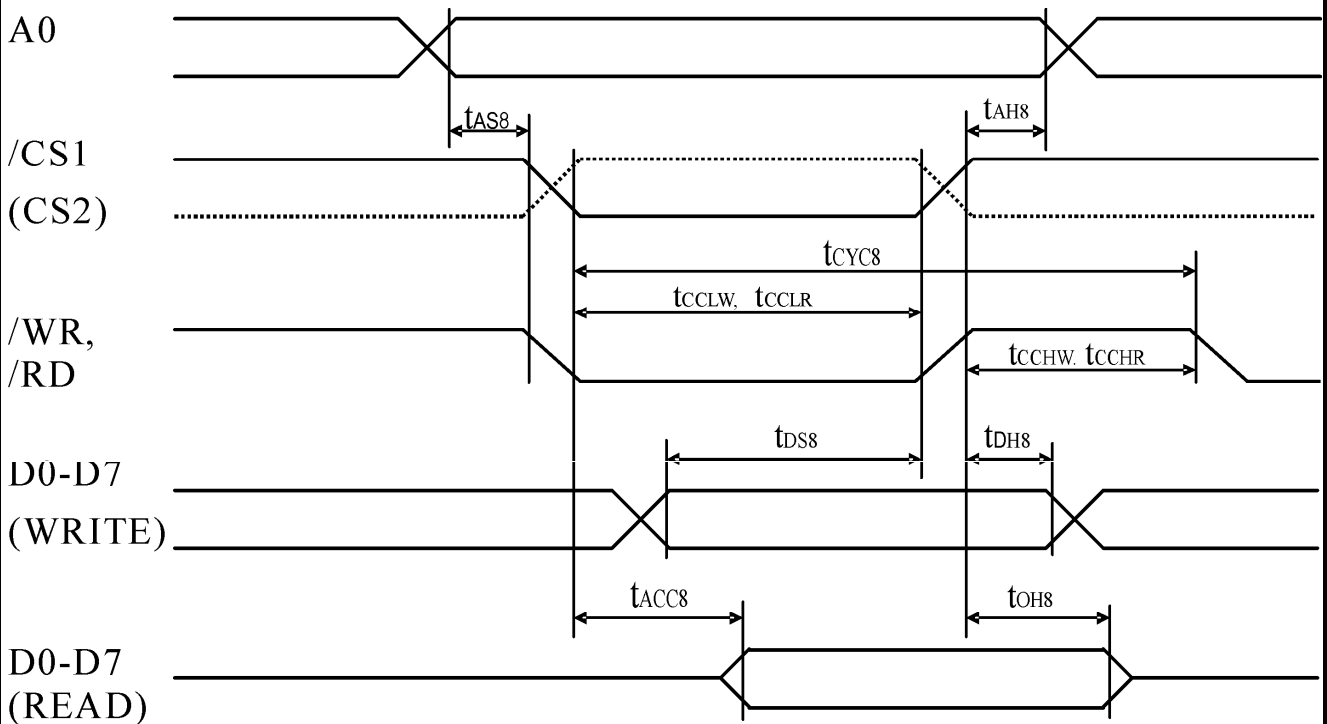 A0
tAS8
tAH8
/CS1
(CS2)
tCYC8
tCCLW, tCCLR
/WR,
/RD
tCCHW. tCCHR
tDS8
tDH8
D0-D7
(WRITE)
tACC8
tOH8
D0-D7
(READ)